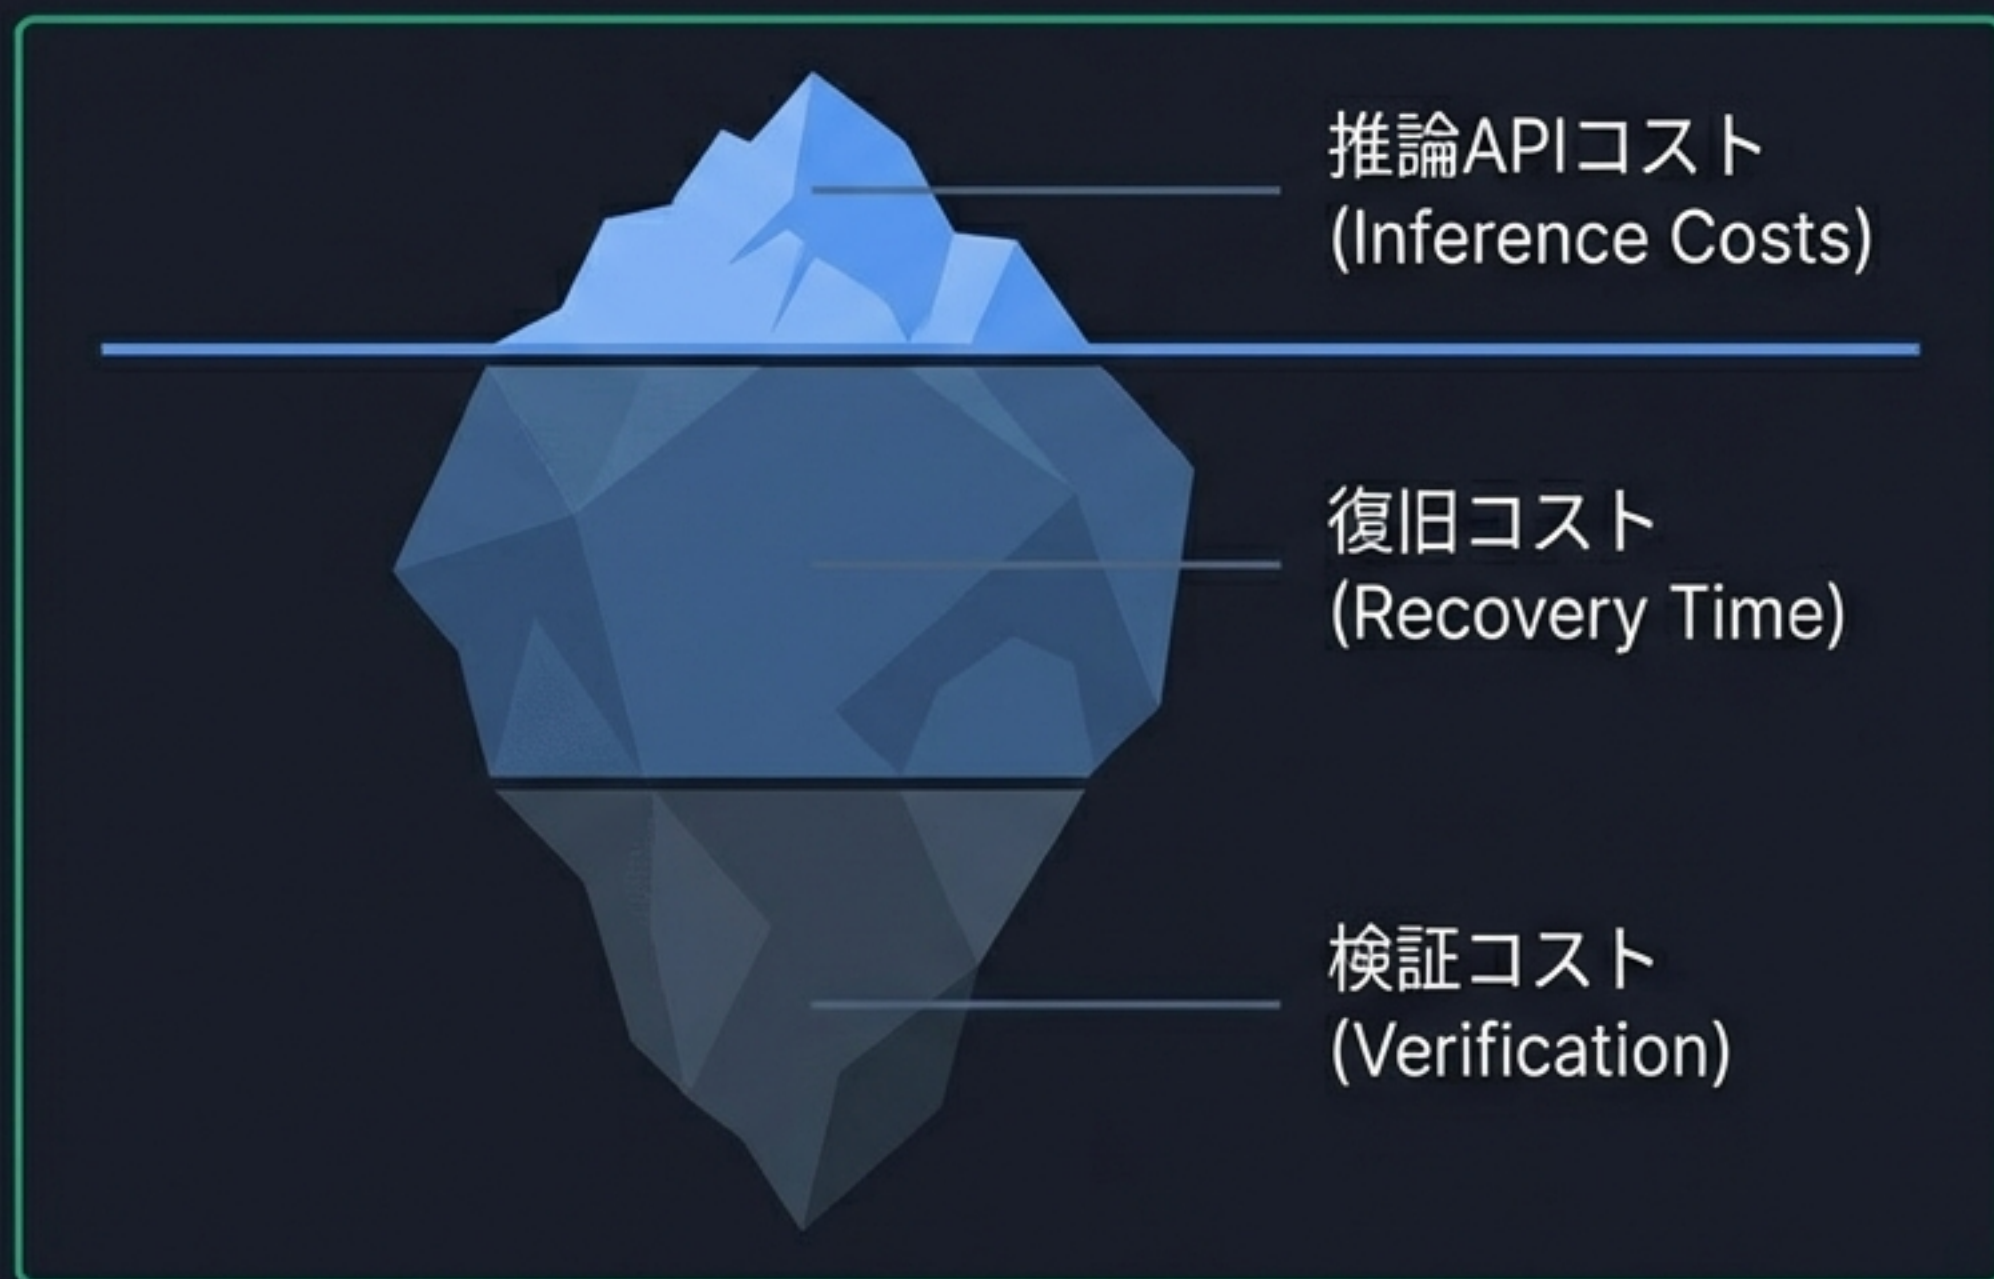 推論APIコスト
(Inference Costs)
復旧コスト
(Recovery Time)
検証コスト
(Verification)